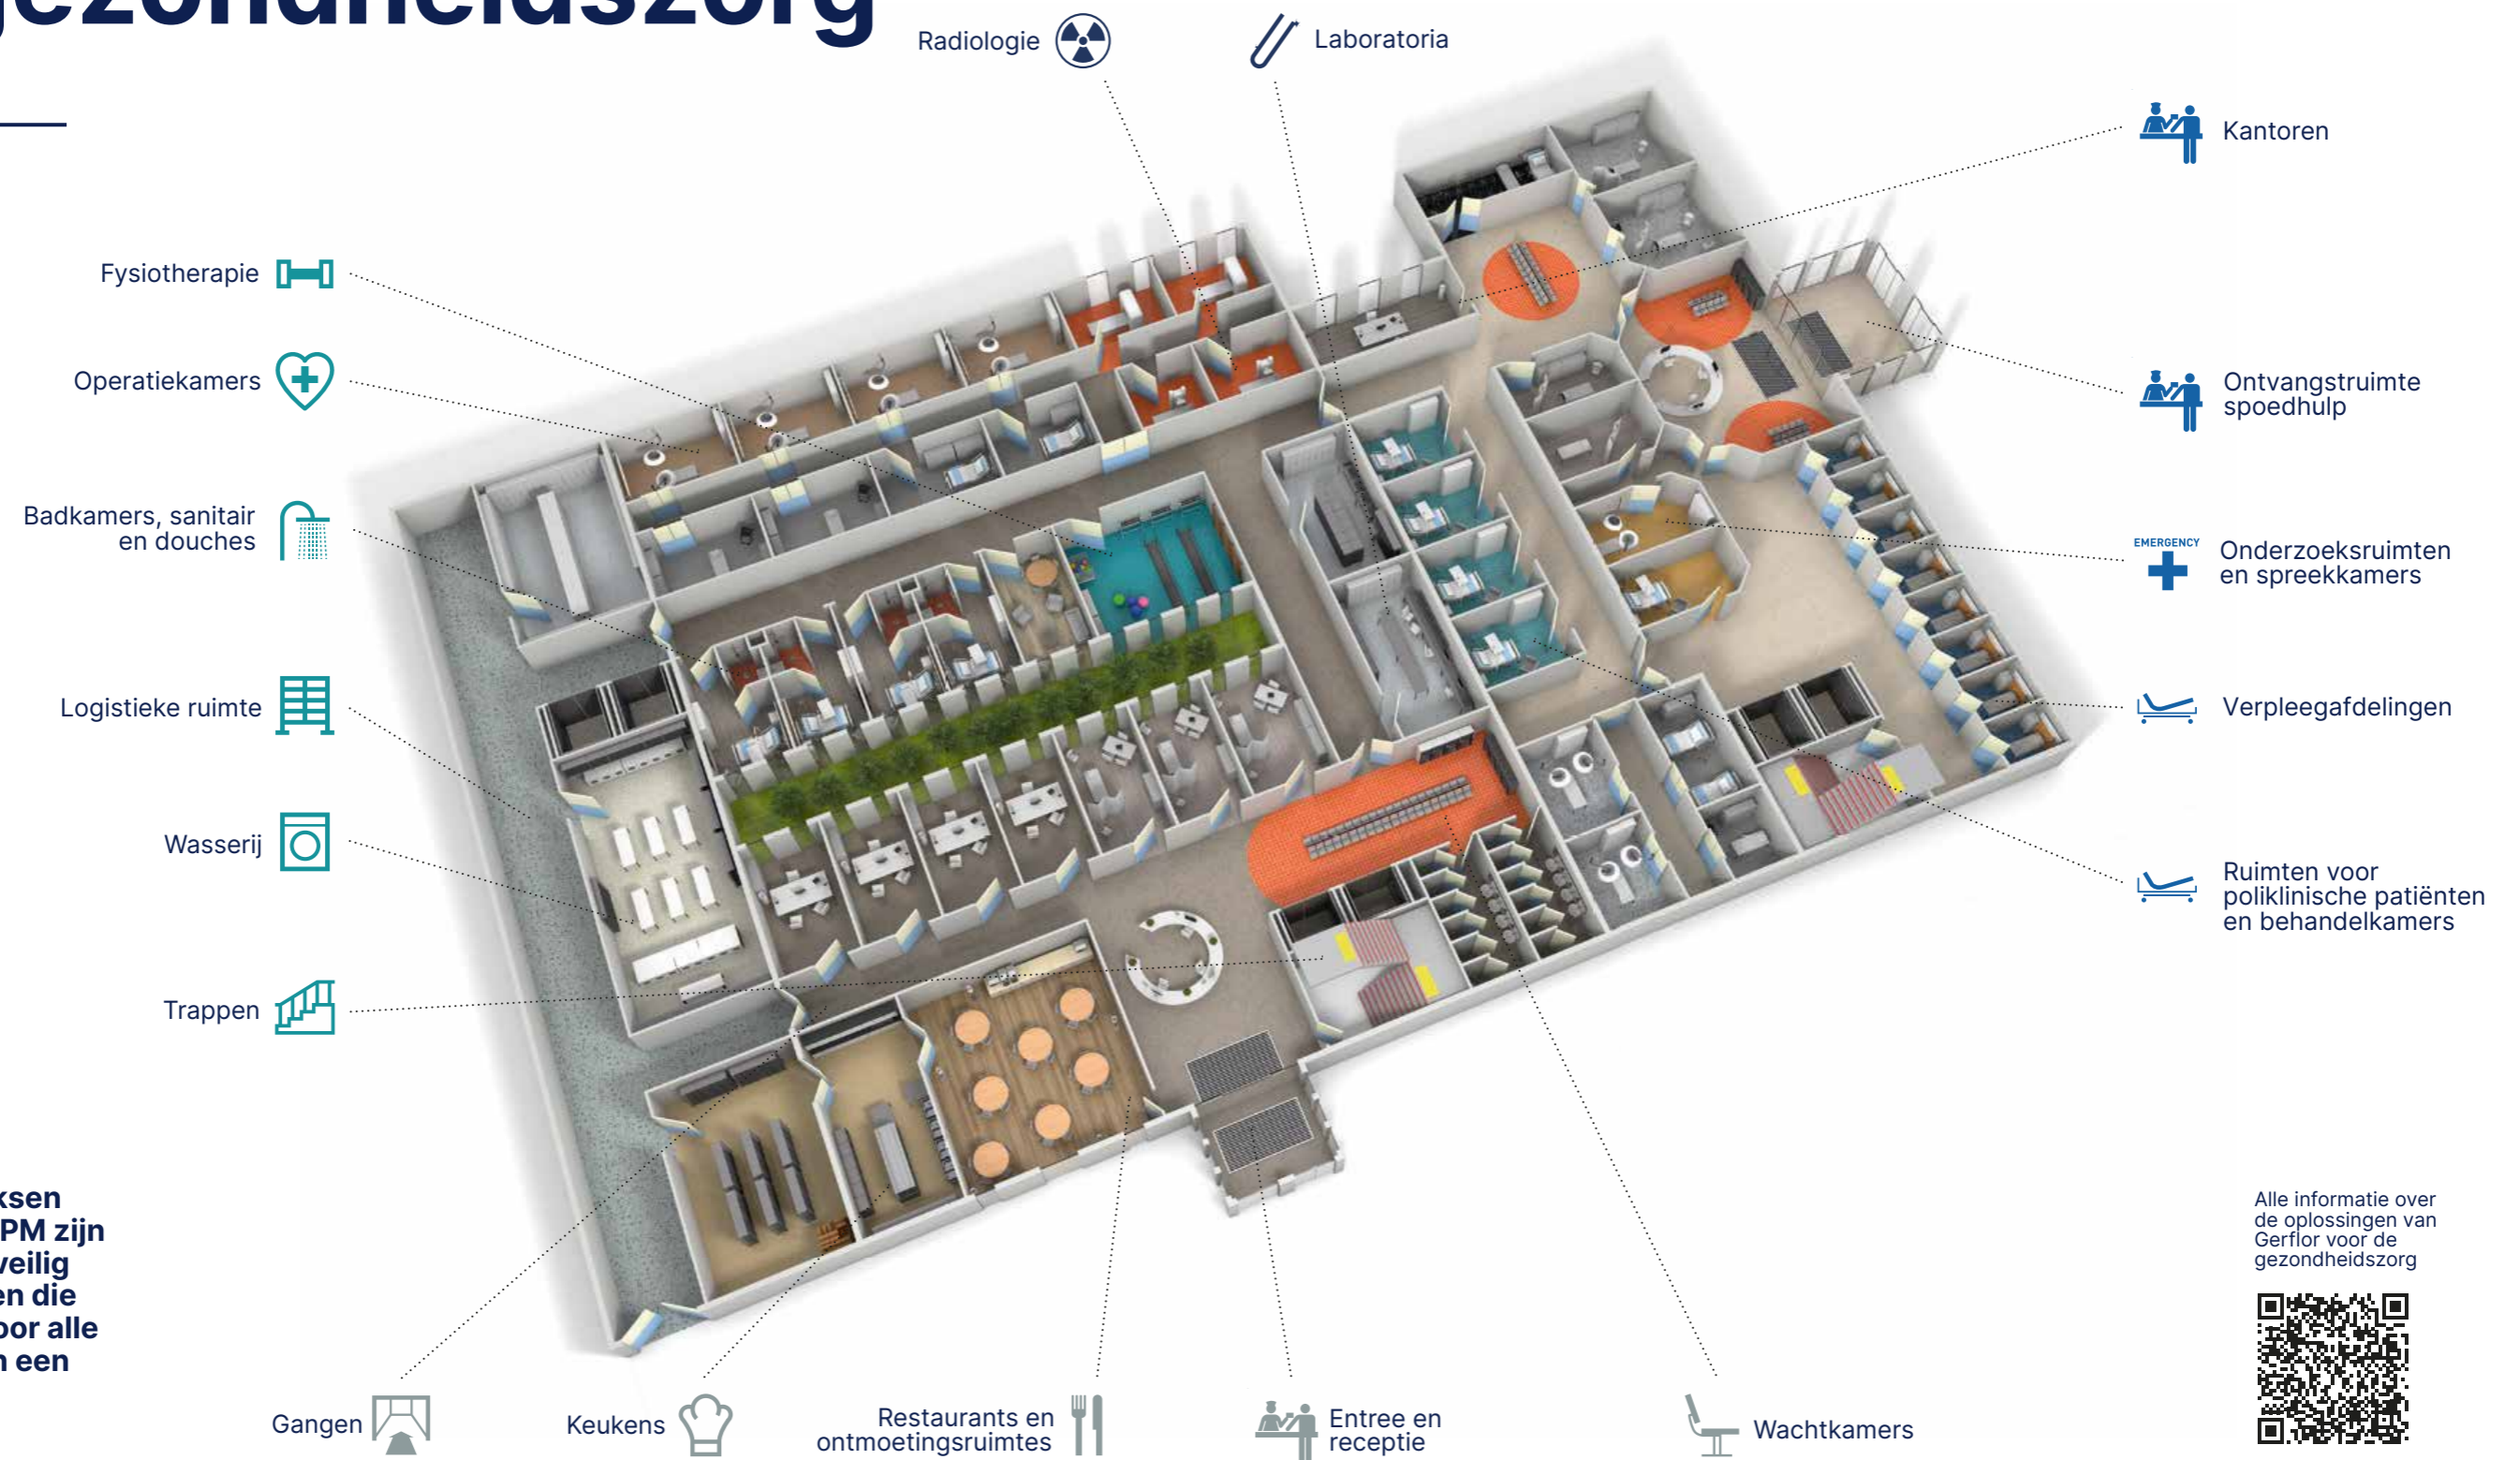 gezondheidszorg
Radiologie
Laboratoria
Kantoren
Fysiotherapie
Operatiekamers
Ontvangstruimte
spoedhulp
Badkamers, sanitair
en douches
EMERGENCY
Onderzoeksruimten
en spreekkamers
Logistieke ruimte
Verpleegafdelingen
Wasserij
Ruimten voor
poliklinische patiënten
en behandelkamers
Trappen
PM zijn
veilig
en die
oor alle
een
Alle informatie over
de oplossingen van
Gerflor voor de
gezondheidszorg
Gangen
Keukens
Restaurants en
ontmoetingsruimtes
Entree en
receptie
Wachtkamers